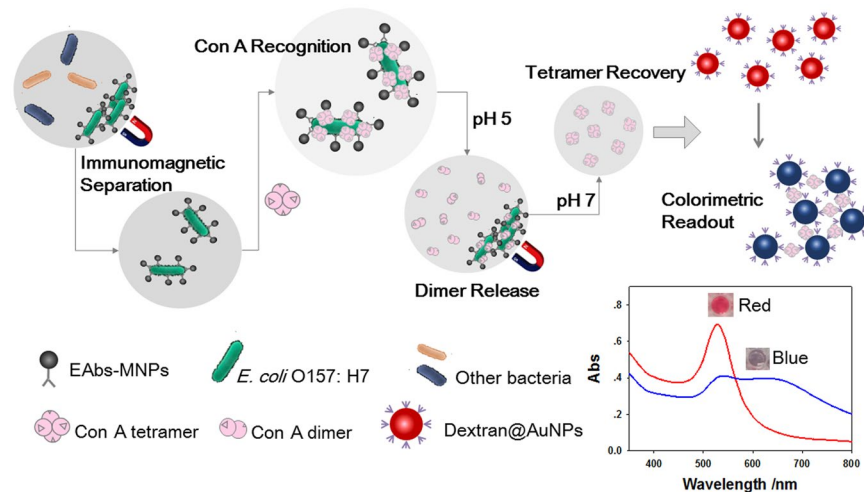 Con A Recognition
Immunomagnetic
Separation
pH 5
Dimer Release
pH 7
Tetramer Recovery
Colorimetric
Readout
EAbs-MNPs
E. coli O157: H7
Other bacteria
Con A tetramer
Con A dimer
Dextran@AuNPs
Red
Blue
Abs
.8
.6
.4
.2
.0
400 500 600 700 800
Wavelength /nm